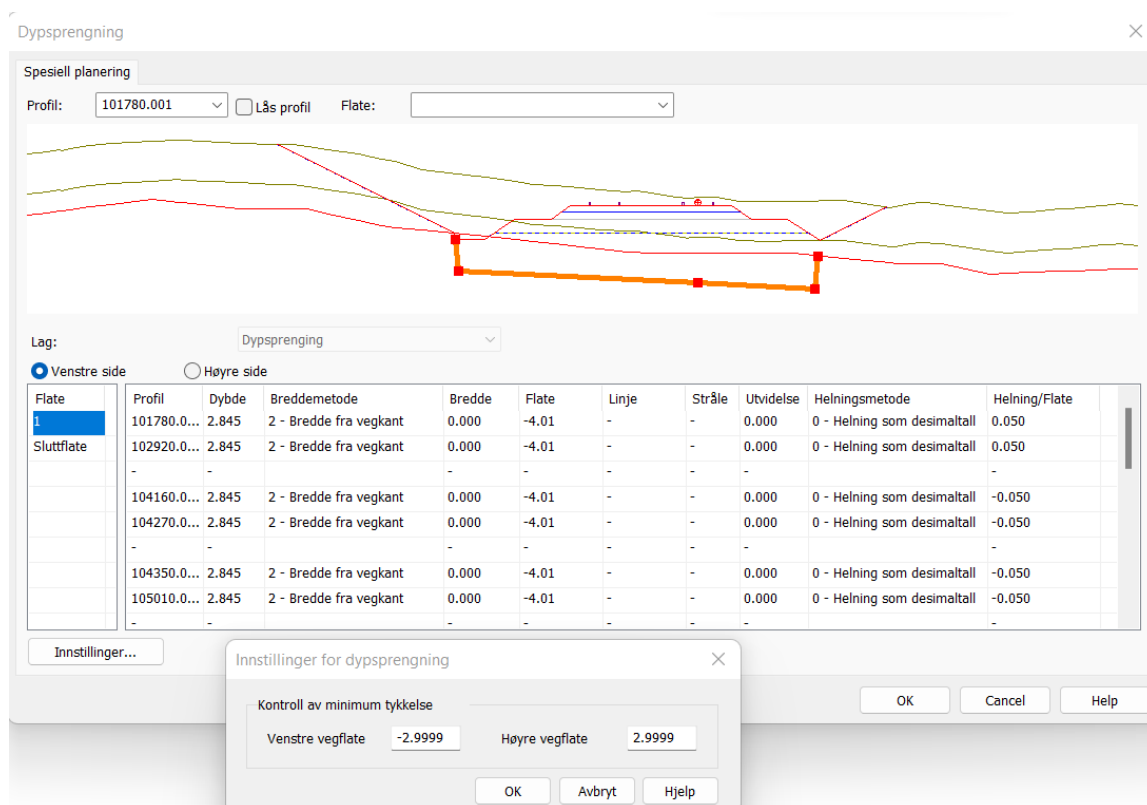 Dypsprengning
Spesiell planering
Profil: 101780.001 Lås profil Flate:
Lag: Dypsprenging
Venstre side Høyre side
Flate Profil Dybde Breddemetode Bredde Flate Linje Stråle Utvidelse Helningsmetode Helning/Flate
1 101780.0... 2.845 2 - Bredde fra vegkant 0.000 -4.01 - - 0.000 0 - Helning som desimaltall 0.050
Sluttflate 102920.0... 2.845 2 - Bredde fra vegkant 0.000 -4.01 - - 0.000 0 - Helning som desimaltall 0.050
- - - - - - - -
104160.0... 2.845 2 - Bredde fra vegkant 0.000 -4.01 - - 0.000 0 - Helning som desimaltall -0.050
104270.0... 2.845 2 - Bredde fra vegkant 0.000 -4.01 - - 0.000 0 - Helning som desimaltall -0.050
- - - - - - - -
104350.0... 2.845 2 - Bredde fra vegkant 0.000 -4.01 - - 0.000 0 - Helning som desimaltall -0.050
105010.0... 2.845 2 - Bredde fra vegkant 0.000 -4.01 - - 0.000 0 - Helning som desimaltall -0.050
- - - - - - - -
Innstillinger...
Innstillinger for dypsprengning
Kontroll av minimum tykkelse
Venstre vegflate -2.9999 Høyre vegflate 2.9999
OK Avbryt Hjelp
OK Cancel Help